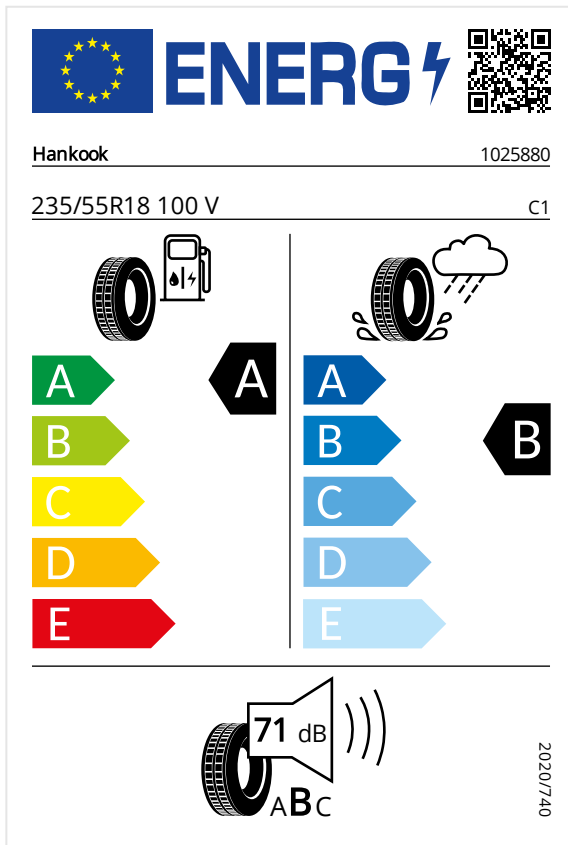 ENERG
Hankook 1025880
235/55R18 100 V C1
A A A
B B B
C C
D D
E E
71 dB
ABC
2020/740